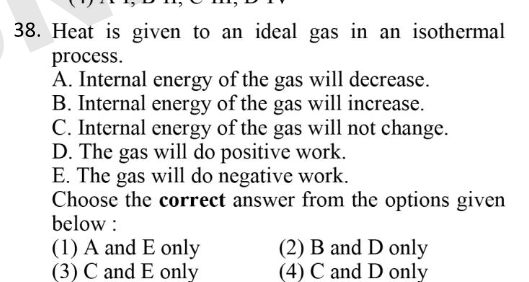 38. Heat is given to an ideal gas in an isothermal
process.
A. Internal energy of the gas will decrease.
B. Internal energy of the gas will increase.
C. Internal energy of the gas will not change.
D. The gas will do positive work.
E. The gas will do negative work.
Choose the correct answer from the options given
below :
(1) A and E only (2) B and D only
(3) C and E only (4) C and D only